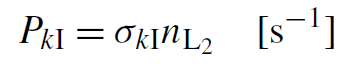 P_{kI} = σ_{kI} n_{L_2} [s^{-1}]